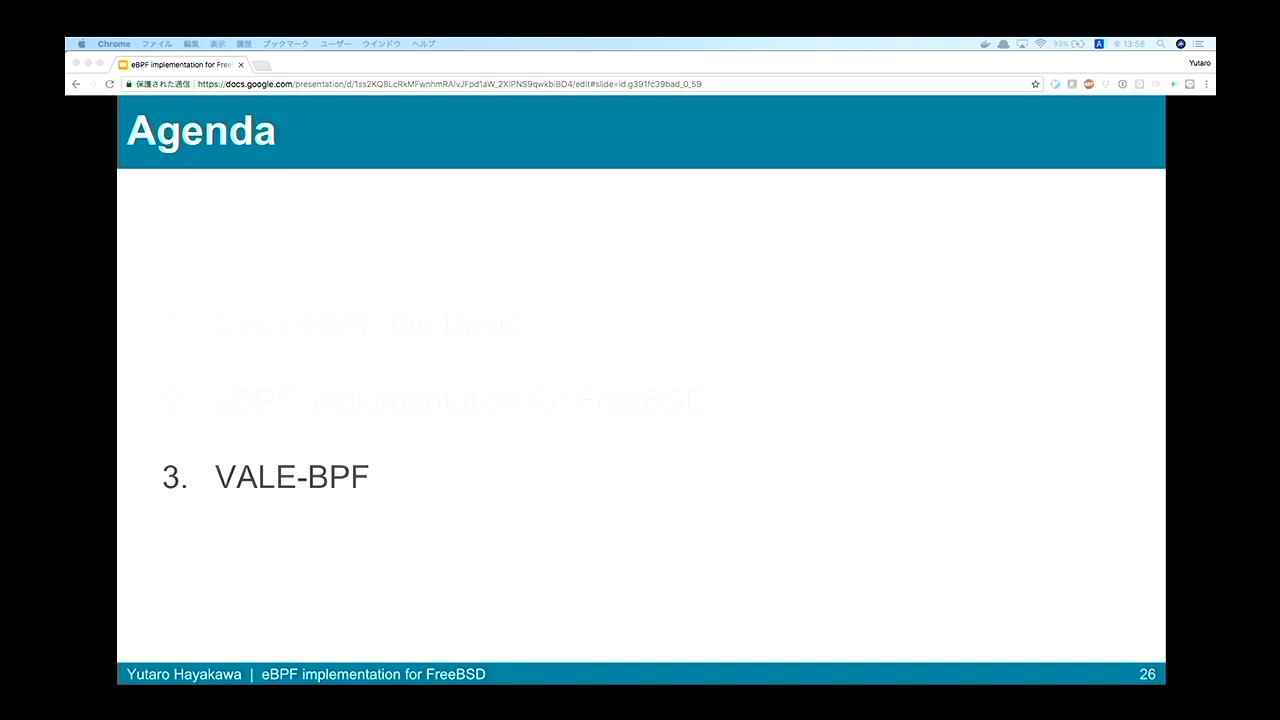 Chrome ファイル 編集 表示 履歴 ブックマーク ユーザー ウインドウ ヘルプ 93% A 金 13:58
eBPF implementation for Free × Yutaro
保護された通信 https://docs.google.com/presentation/d/1ss2KQ8LcRkMFwnhmRAlvJFpd1aW_2XlPNS9qwkbiBO4/edit#slide=id.g391fc39bad_0_59
Agenda
1. Linux eBPF the Basic
2. eBPF implementation for FreeBSD
3. VALE-BPF
Yutaro Hayakawa | eBPF implementation for FreeBSD 26